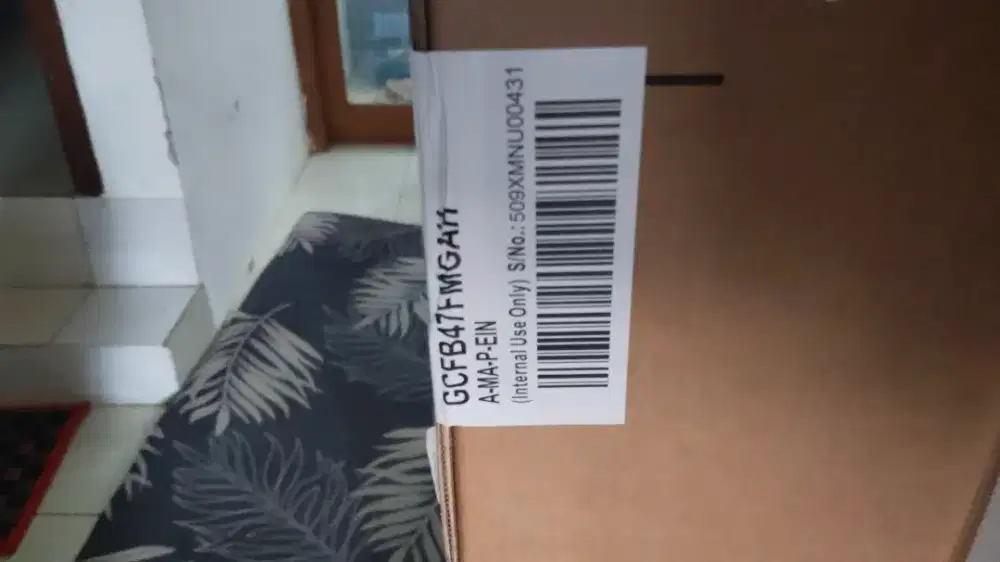 GCFB47FMGAH
A-MA-P-EIN
(Internal Use Only) S/No.: 509XMNU00431